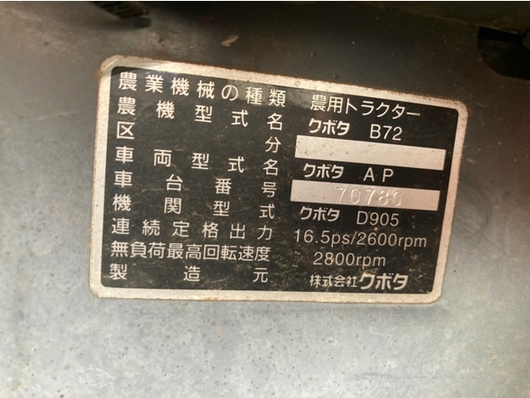 農業機械の種類 農用トラクター
農機型式名 クボタ B72
区分
車両型式名 クボタ AP
車台番号
機関型式 クボタ D905
連続定格出力 16.5ps/2600rpm
無負荷最高回転速度 2800rpm
製造元 株式会社クボタ